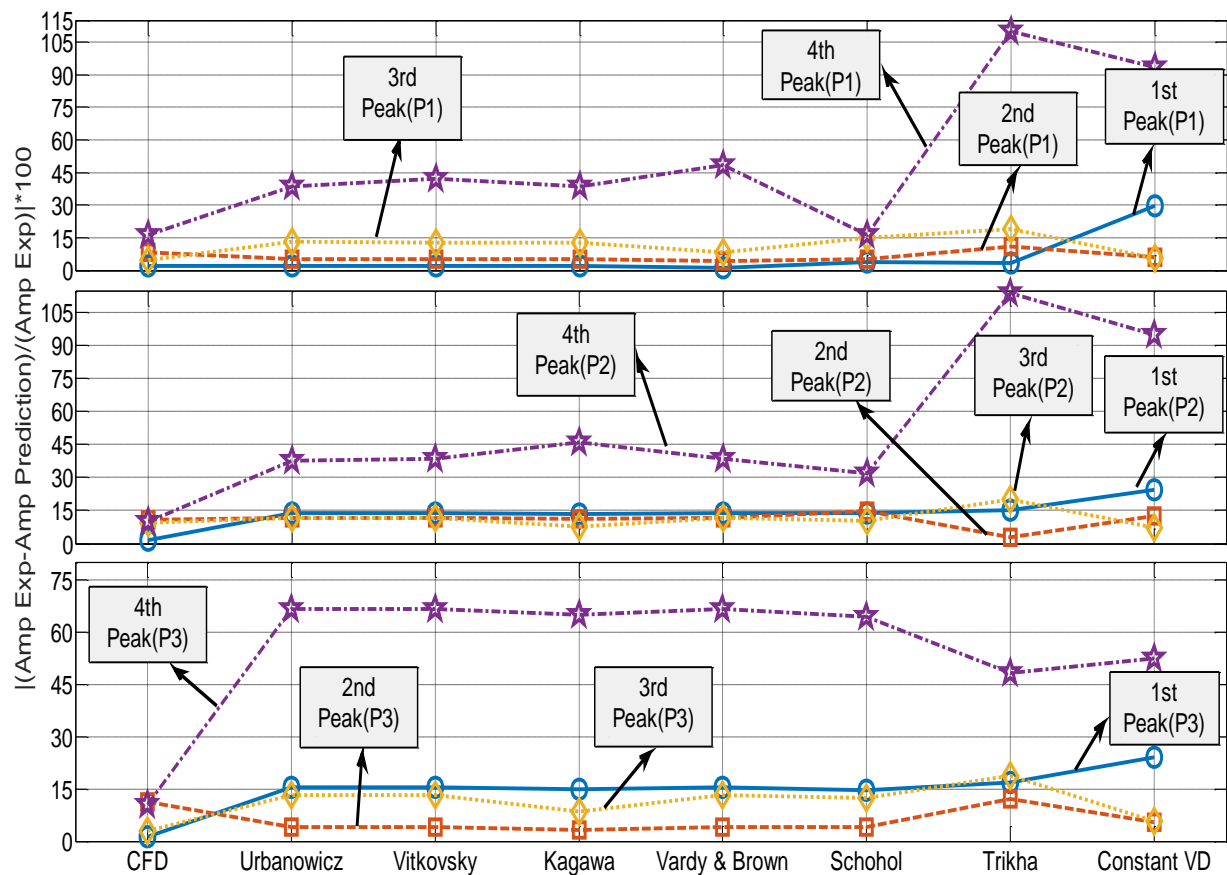 |(Amp Exp-Amp Prediction)/(Amp Exp)|*100
115
105
90
75
60
45
30
15
0
3rd
Peak(P1)
4th
Peak(P1)
2nd
Peak(P1)
1st
Peak(P1)
105
90
75
60
45
30
15
0
4th
Peak(P2)
2nd
Peak(P2)
3rd
Peak(P2)
1st
Peak(P2)
75
60
45
30
15
0
4th
Peak(P3)
2nd
Peak(P3)
3rd
Peak(P3)
1st
Peak(P3)
CFD Urbanowicz Vitkovsky Kagawa Vardy & Brown Schohol Trikha Constant VD